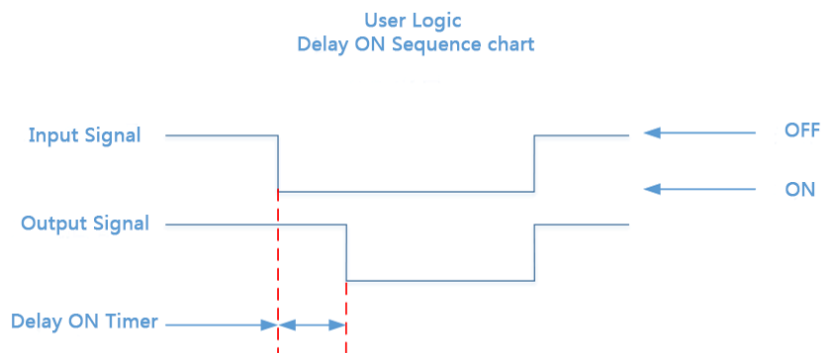 User Logic
Delay ON Sequence chart
Input Signal
OFF
ON
Output Signal
Delay ON Timer